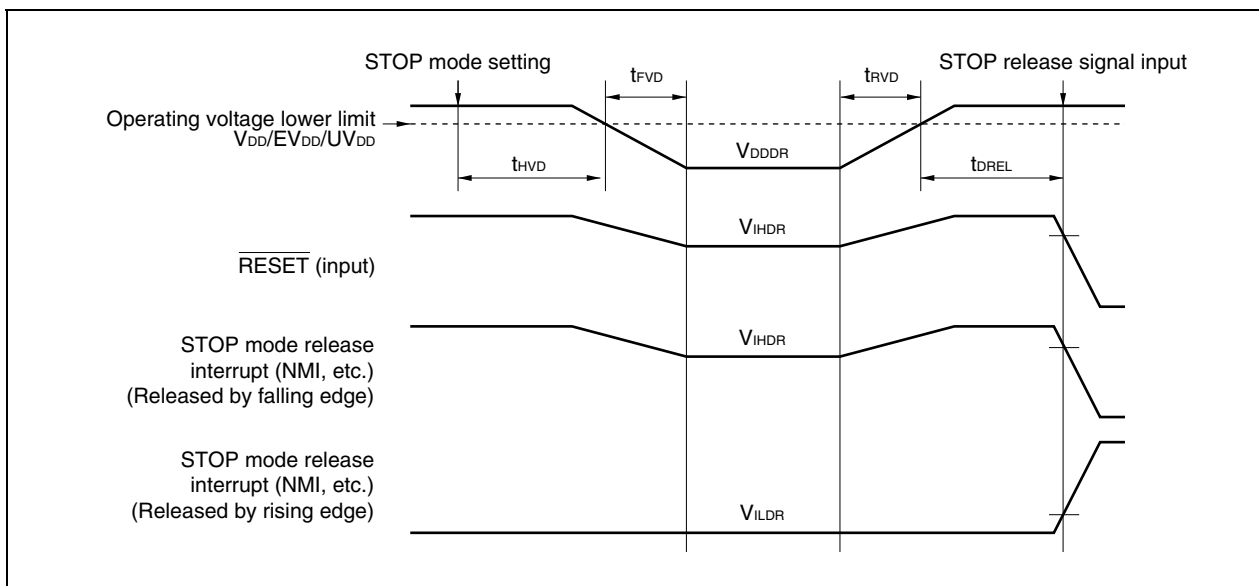 STOP mode setting
tFVD
tRVD
STOP release signal input
Operating voltage lower limit
VDD/EVDD/UVDD
VDDDR
tHVD
tDREL
VIHDR
RESET (input)
STOP mode release
interrupt (NMI, etc.)
(Released by falling edge)
VIHDR
STOP mode release
interrupt (NMI, etc.)
(Released by rising edge)
VILDR